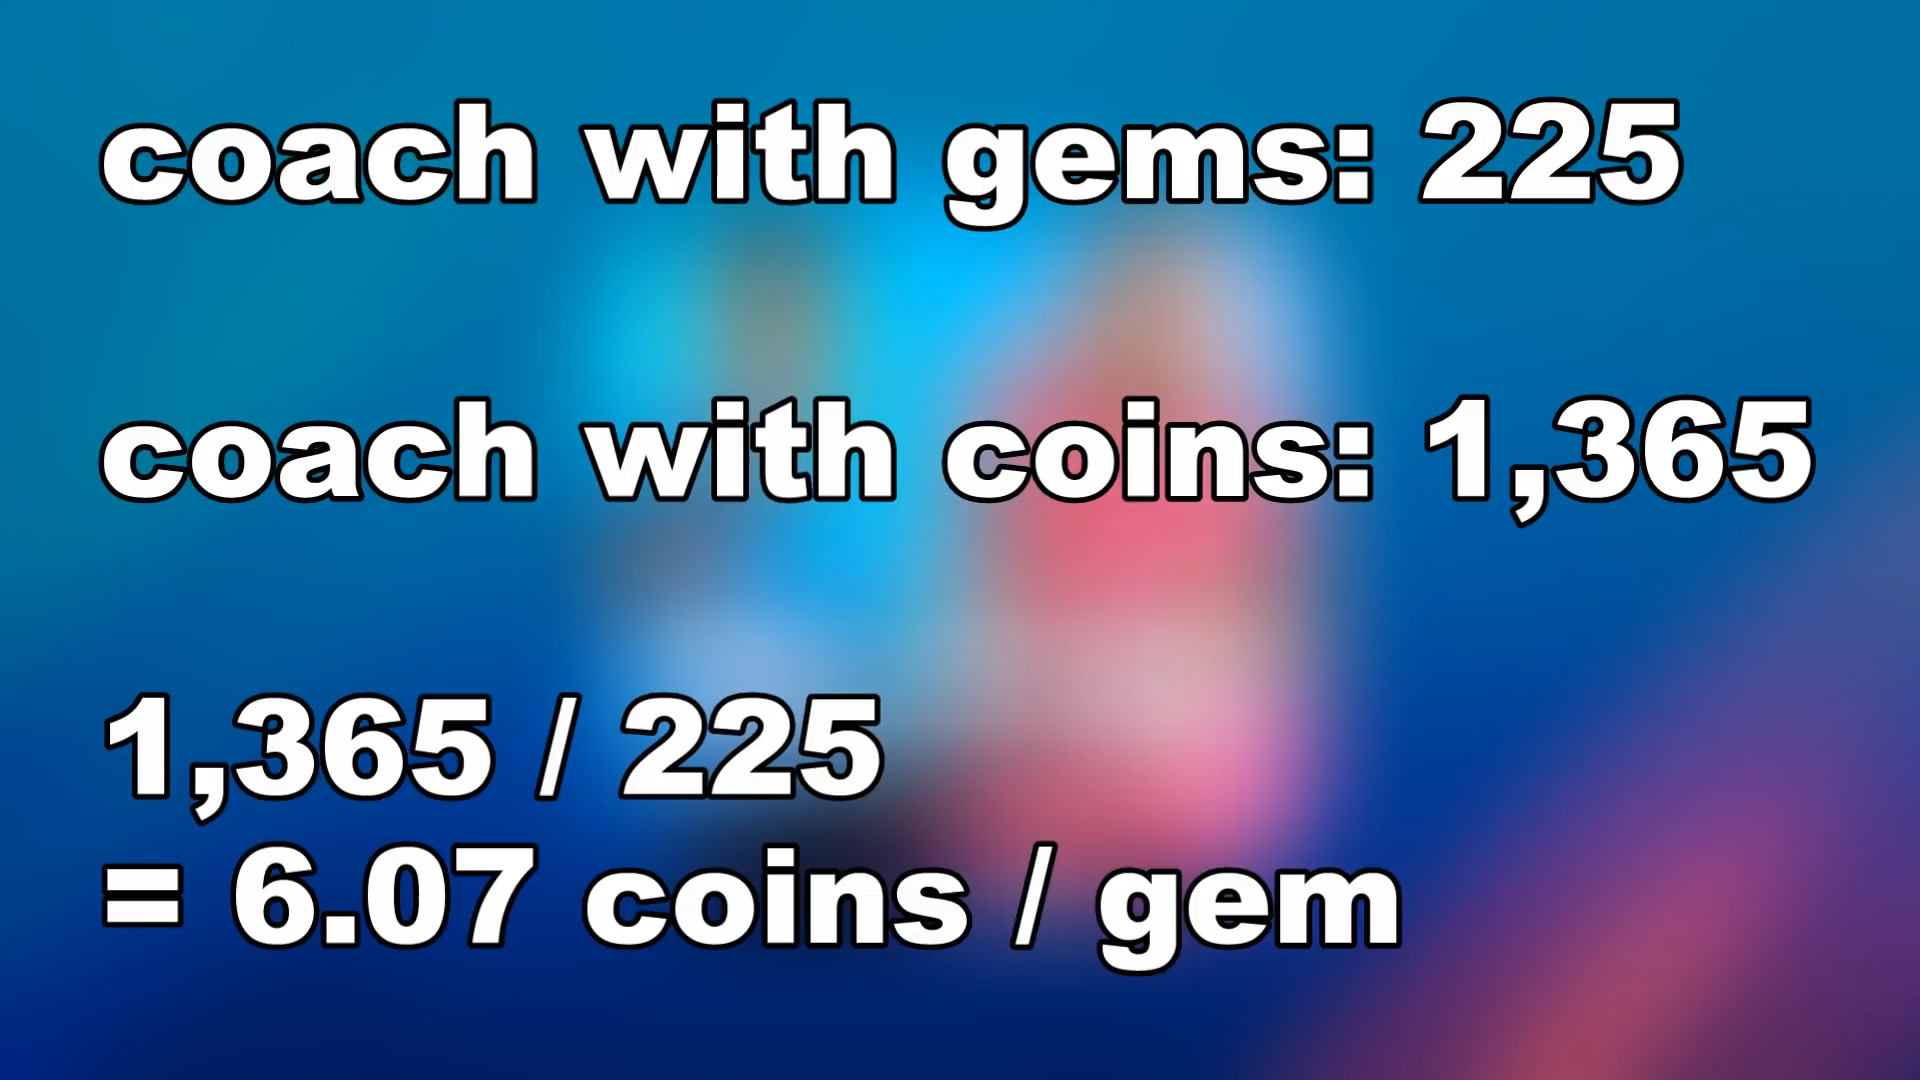 coach with gems: 225
coach with coins: 1,365
1,365 / 225
= 6.07 coins / gem